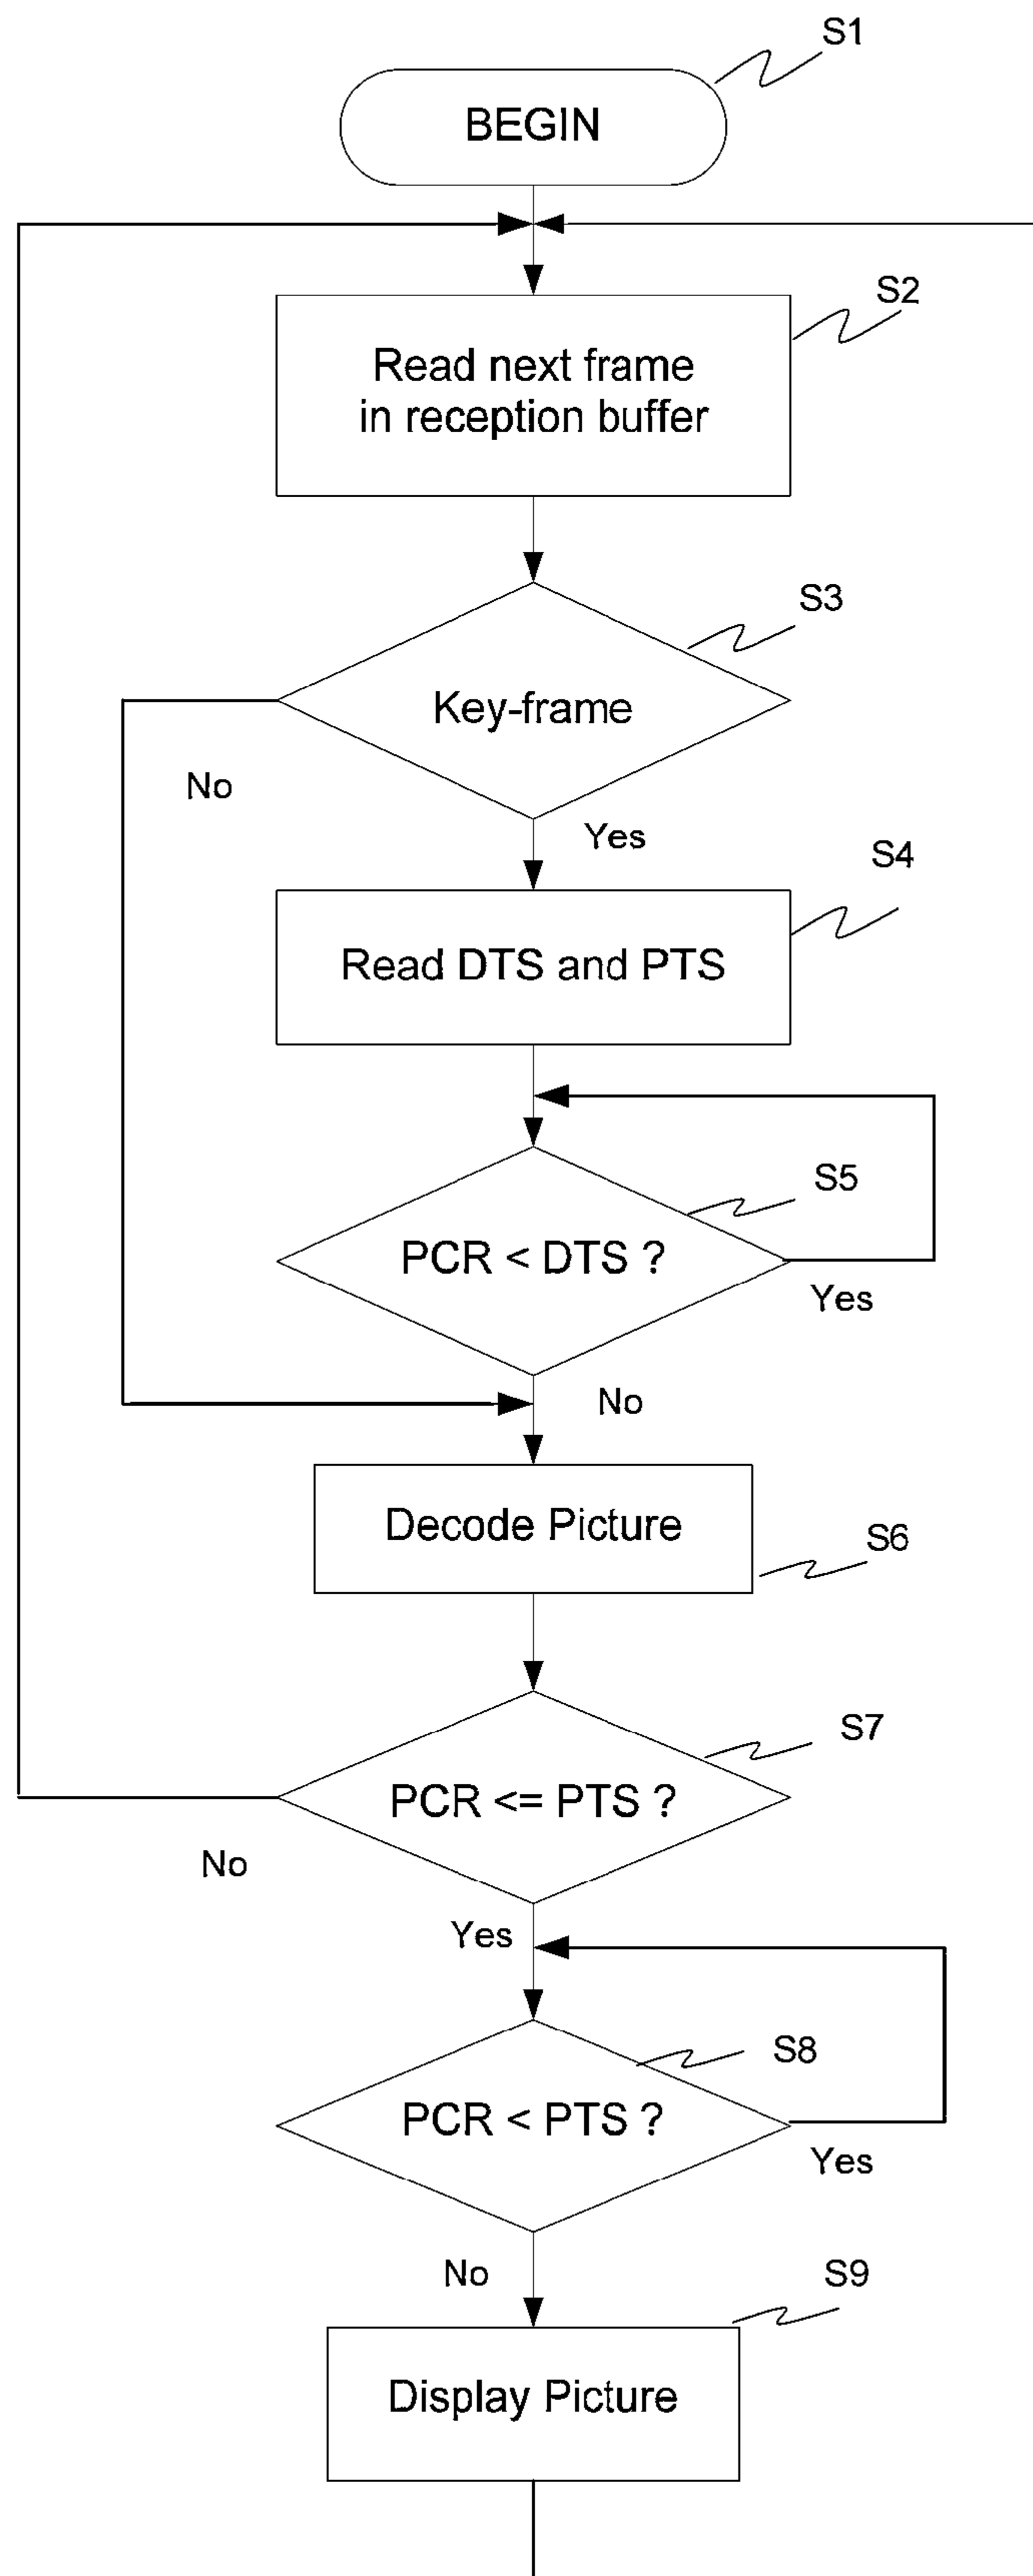 S1
BEGIN
S2
Read next frame
in reception buffer
S3
Key-frame
No
Yes
S4
Read DTS and PTS
S5
PCR < DTS ?
Yes
No
Decode Picture
S6
S7
PCR <= PTS ?
No
Yes
S8
PCR < PTS ?
Yes
No
S9
Display Picture